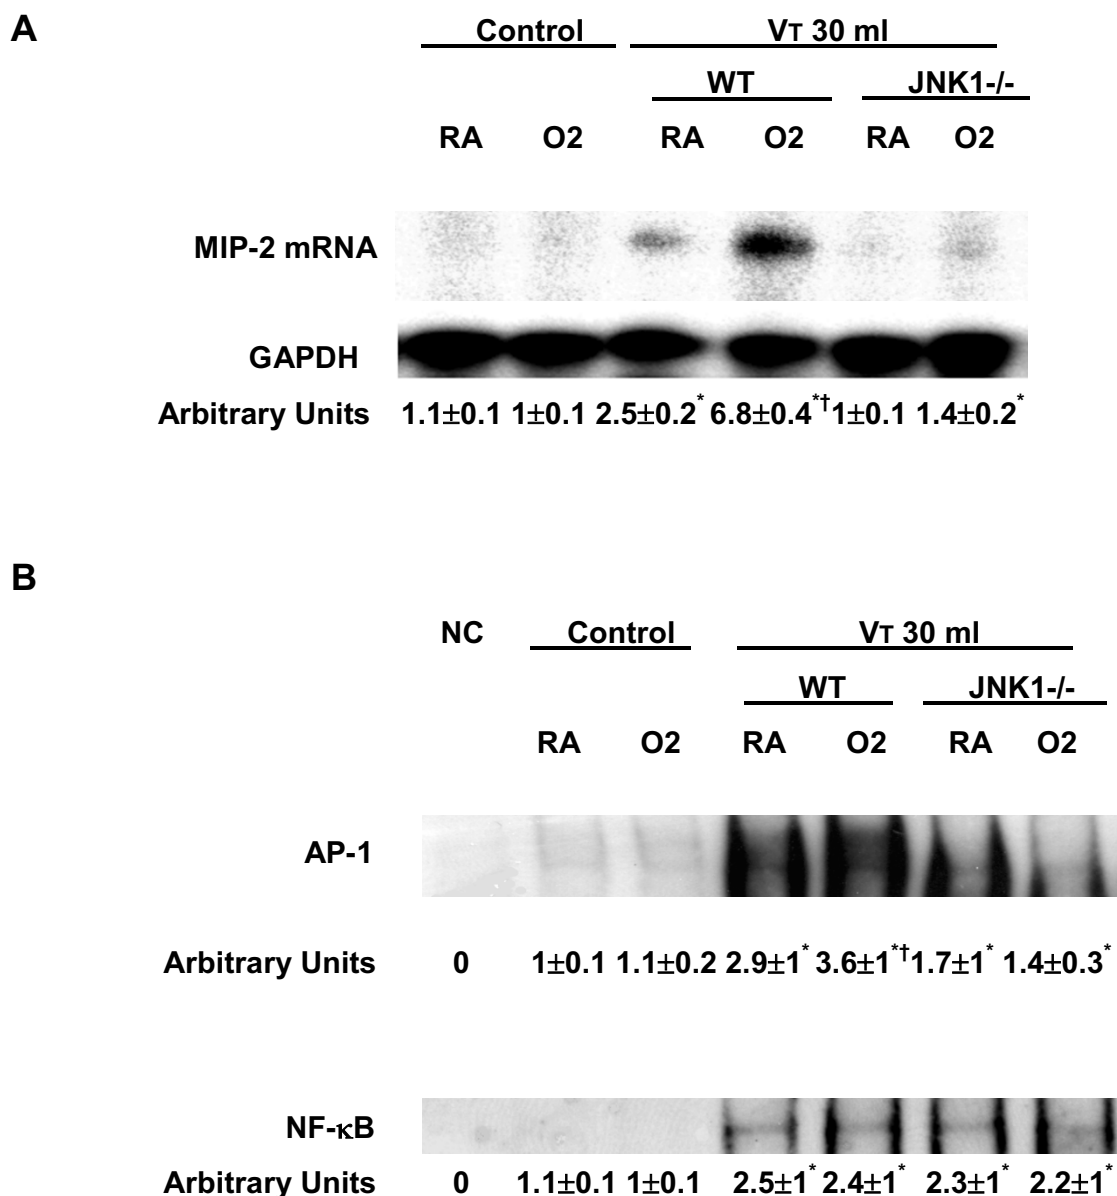 A
Control VT 30 ml
WT JNK1-/-
RA O2 RA O2 RA O2
MIP-2 mRNA
GAPDH
Arbitrary Units 1.1±0.1 1±0.1 2.5±0.2* 6.8±0.4*† 1±0.1 1.4±0.2*
B
NC Control VT 30 ml
WT JNK1-/-
RA O2 RA O2 RA O2
AP-1
Arbitrary Units 0 1±0.1 1.1±0.2 2.9±1* 3.6±1*† 1.7±1* 1.4±0.3*
NF-κB
Arbitrary Units 0 1.1±0.1 1±0.1 2.5±1* 2.4±1* 2.3±1* 2.2±1*